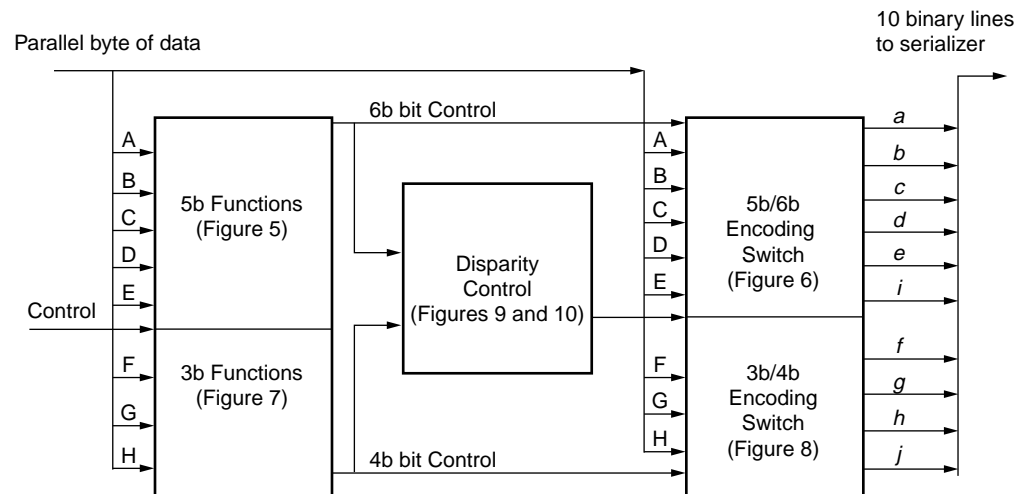 10 binary lines
to serializer
Parallel byte of data
6b bit Control
A
B
C
D
E
Control
F
G
H
5b Functions
(Figure 5)
3b Functions
(Figure 7)
Disparity
Control
(Figures 9 and 10)
4b bit Control
A
B
C
D
E
F
G
H
5b/6b
Encoding
Switch
(Figure 6)
3b/4b
Encoding
Switch
(Figure 8)
a
b
c
d
e
i
f
g
h
j